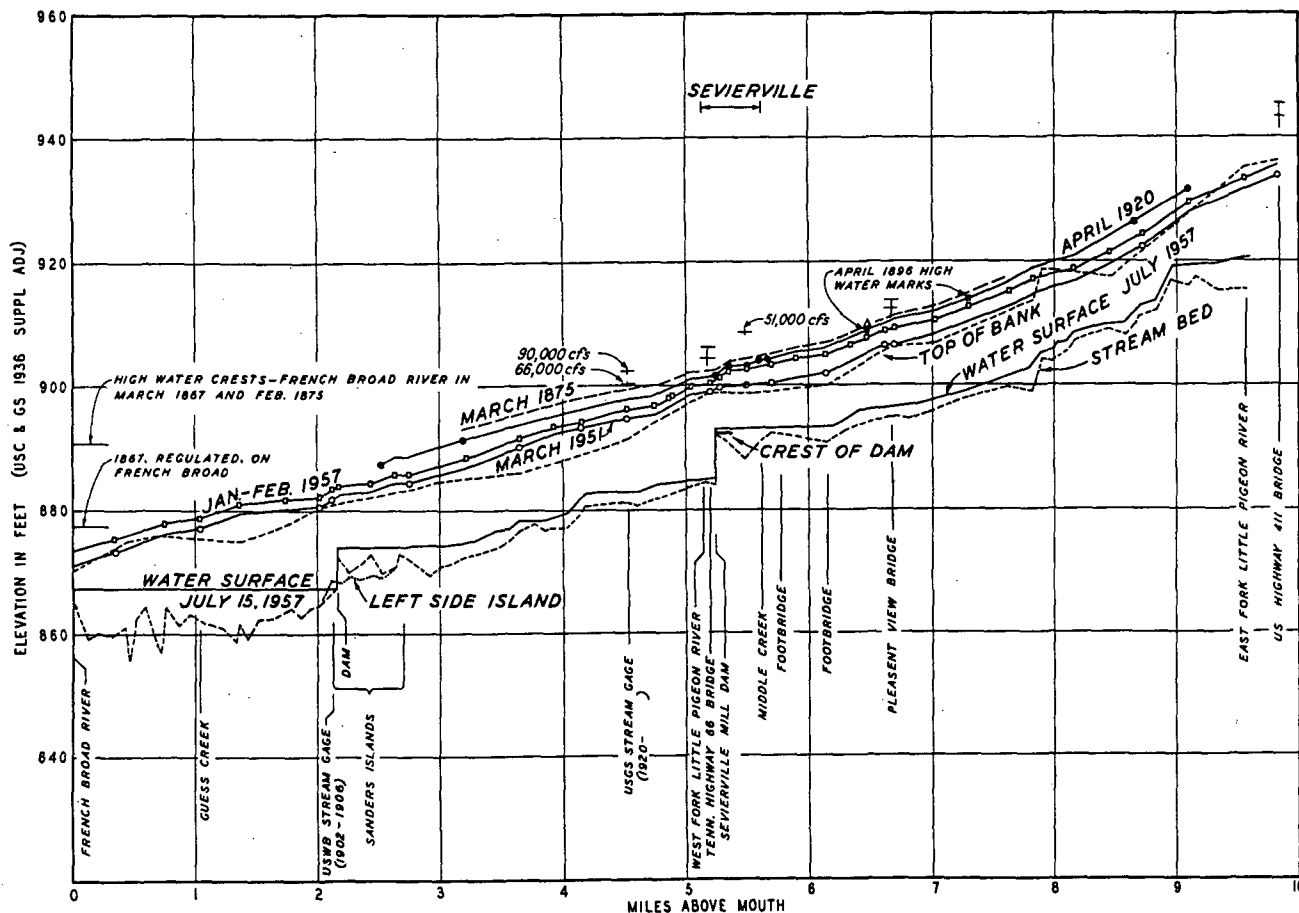 960
940
920
900
880
860
840
ELEVATION IN FEET (USC & GS 1936 SUPPL ADJ)
SEVIERVILLE
APRIL 1920
APRIL 1896 HIGH
WATER MARKS
51,000 cfs
90,000 cfs
66,000 cfs
HIGH WATER CRESTS–FRENCH BROAD RIVER IN
MARCH 1867 AND FEB. 1875
MARCH 1875
TOP OF BANK
WATER SURFACE JULY 1957
STREAM BED
1867, REGULATED, ON
FRENCH BROAD
JAN–FEB. 1957
MARCH 1951
CREST OF DAM
WATER SURFACE
JULY 15, 1957
LEFT SIDE ISLAND
FRENCH BROAD RIVER
GUESS CREEK
USWB STREAM GAGE
(1902–1906)
DAM
SANDERS ISLANDS
USGS STREAM GAGE
(1920– )
WEST FORK LITTLE PIGEON RIVER
TENN. HIGHWAY 66 BRIDGE
SEVIERVILLE MILL DAM
MIDDLE CREEK
FOOTBRIDGE
FOOTBRIDGE
PLEASENT VIEW BRIDGE
EAST FORK LITTLE PIGEON RIVER
US HIGHWAY 411 BRIDGE
0 1 2 3 4 5 6 7 8 9 10
MILES ABOVE MOUTH